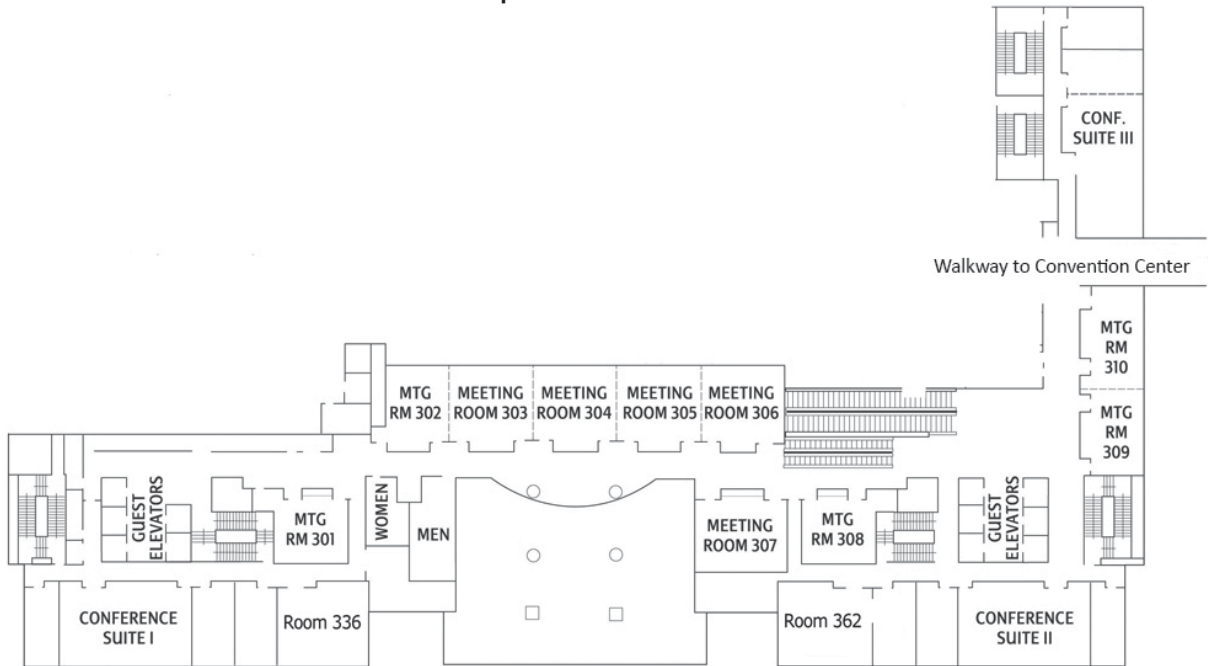 CONF.
SUITE III
Walkway to Convention Center
MTG
RM
310
MTG
RM 302
MEETING
ROOM 303
MEETING
ROOM 304
MEETING
ROOM 305
MEETING
ROOM 306
MTG
RM
309
GUEST
ELEVATORS
MTG
RM 301
WOMEN
MEN
MEETING
ROOM 307
MTG
RM 308
GUEST
ELEVATORS
CONFERENCE
SUITE I
Room 336
Room 362
CONFERENCE
SUITE II